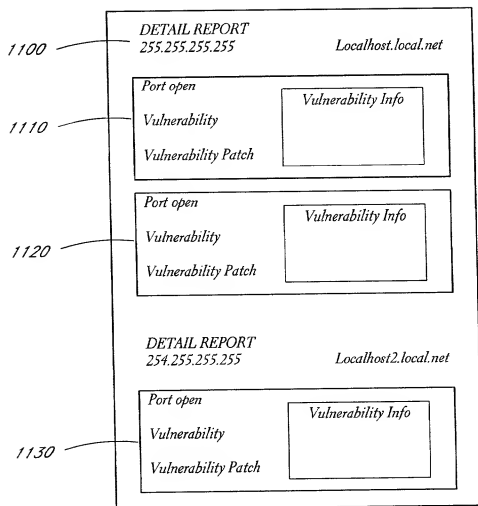 DETAIL REPORT
1100
255.255.255.255 Localhost.local.net
Port open
Vulnerability Info
1110
Vulnerability
Vulnerability Patch
Port open
Vulnerability Info
1120
Vulnerability
Vulnerability Patch
DETAIL REPORT
254.255.255.255 Localhost2.local.net
Port open
Vulnerability Info
1130
Vulnerability
Vulnerability Patch